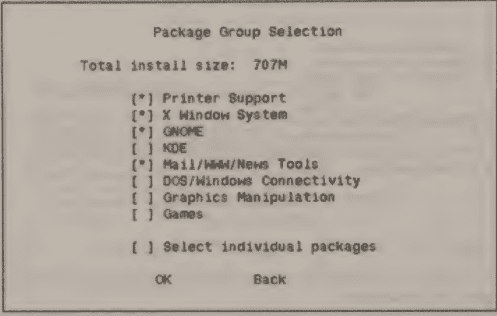 Package Group Selection
Total install size: 707M
[*] Printer Support
[*] X Window System
[*] GNOME
[ ] KDE
[*] Mail/WWW/News Tools
[ ] DOS/Windows Connectivity
[ ] Graphics Manipulation
[ ] Games
[ ] Select individual packages
OK Back